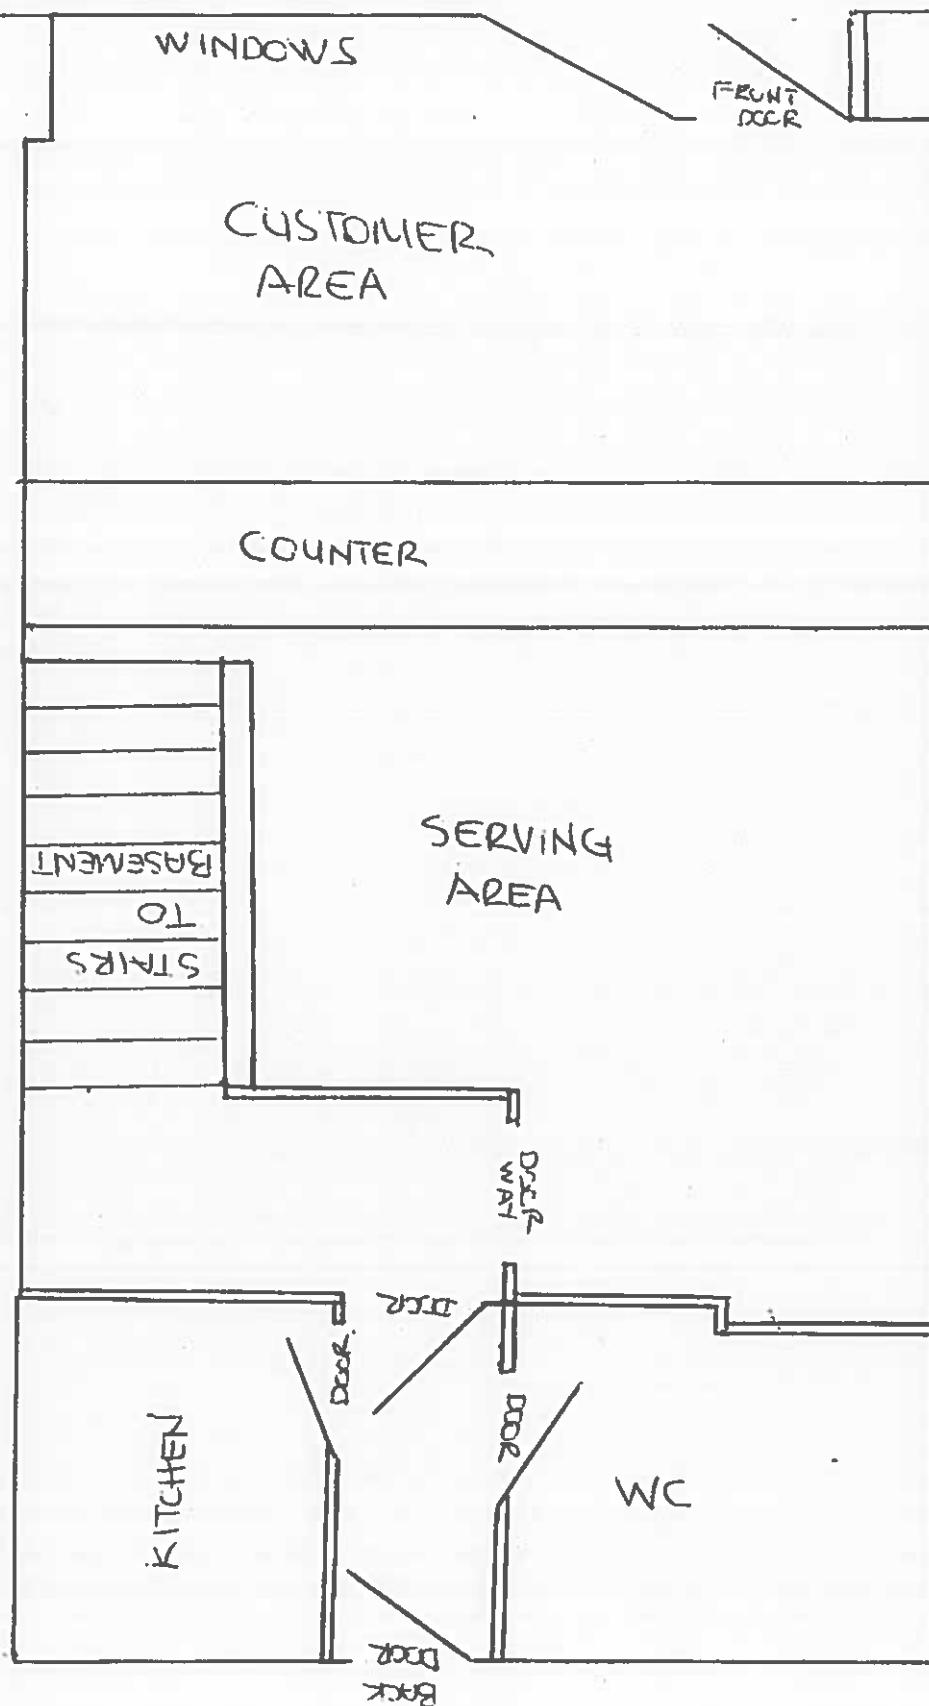 WINDOWS
FRONT
DOOR
CUSTOMER
AREA
COUNTER
SERVING
AREA
STAIRS
TO
BASEMENT
DOOR
WAY
DOOR
DOOR
DOOR
KITCHEN
WC
BACK
DOOR